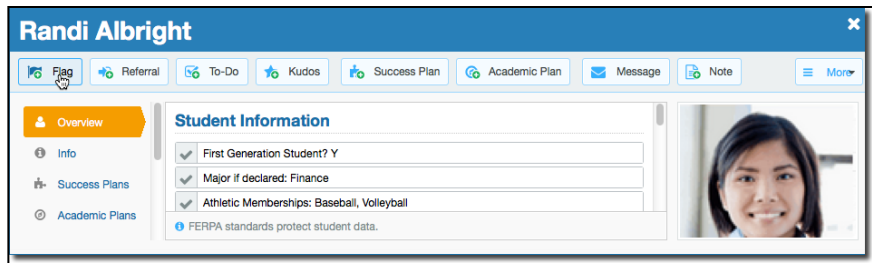 Randi Albright
Flag Referral To-Do Kudos Success Plan Academic Plan Message Note More
Overview
Info
Success Plans
Academic Plans
Student Information
First Generation Student? Y
Major if declared: Finance
Athletic Memberships: Baseball, Volleyball
FERPA standards protect student data.